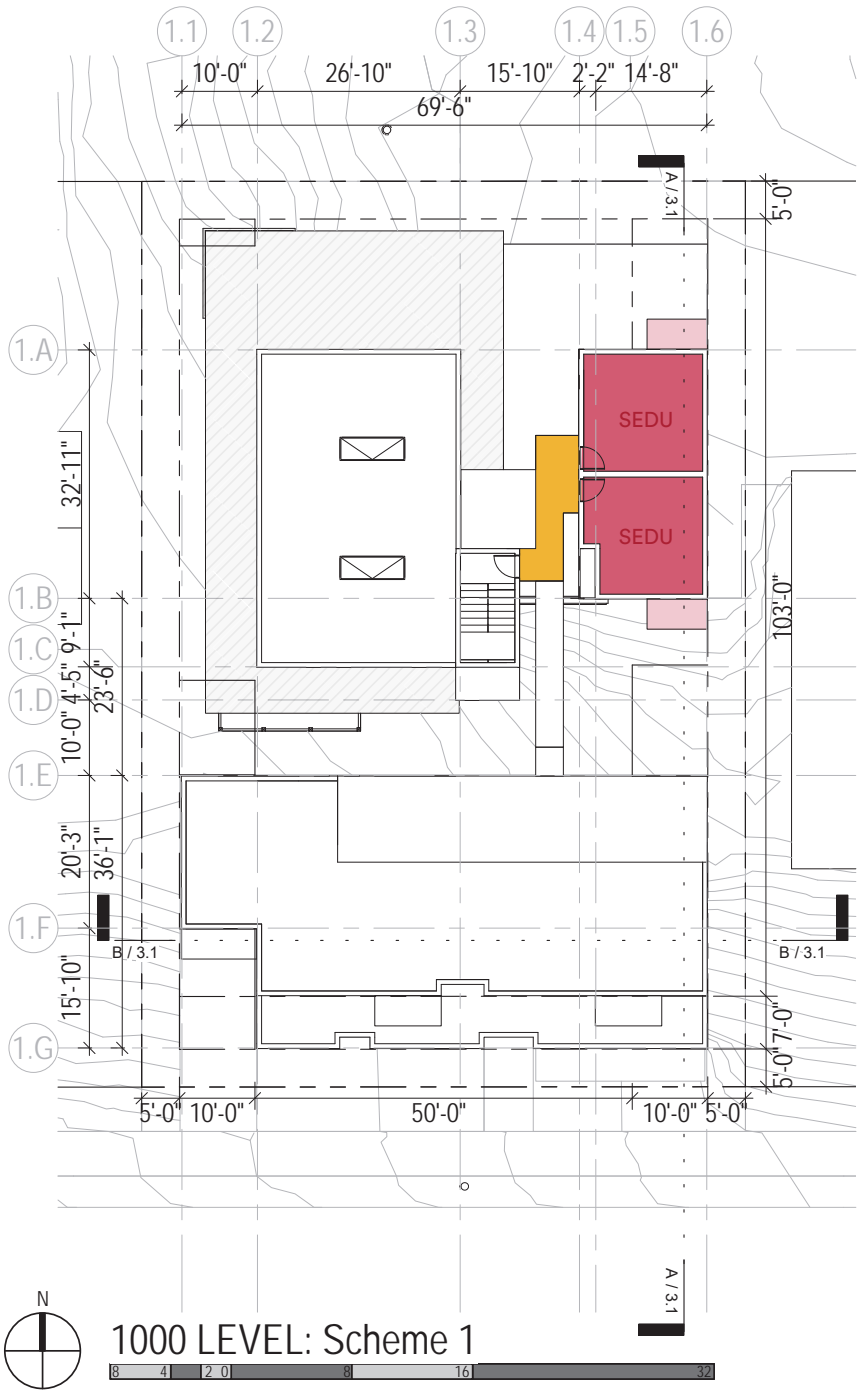 1.1 1.2 1.3 1.4 1.5 1.6
10'-0" 26'-10" 15'-10" 2'-2" 14'-8"
69'-6"
A / 3.1
5'-0"
1.A
SEDU
32'-11"
SEDU
1.B
103'-0"
9'-1"
1.C
4'-5"
23'-6"
1.D
10'-0"
1.E
20'-3"
36'-1"
1.F
B / 3.1 B / 3.1
15'-10"
7'-0"
1.G
5'-0"
5'-0" 10'-0" 50'-0" 10'-0" 5'-0"
A / 3.1
N
1000 LEVEL: Scheme 1
8 4 2 0 8 16 32